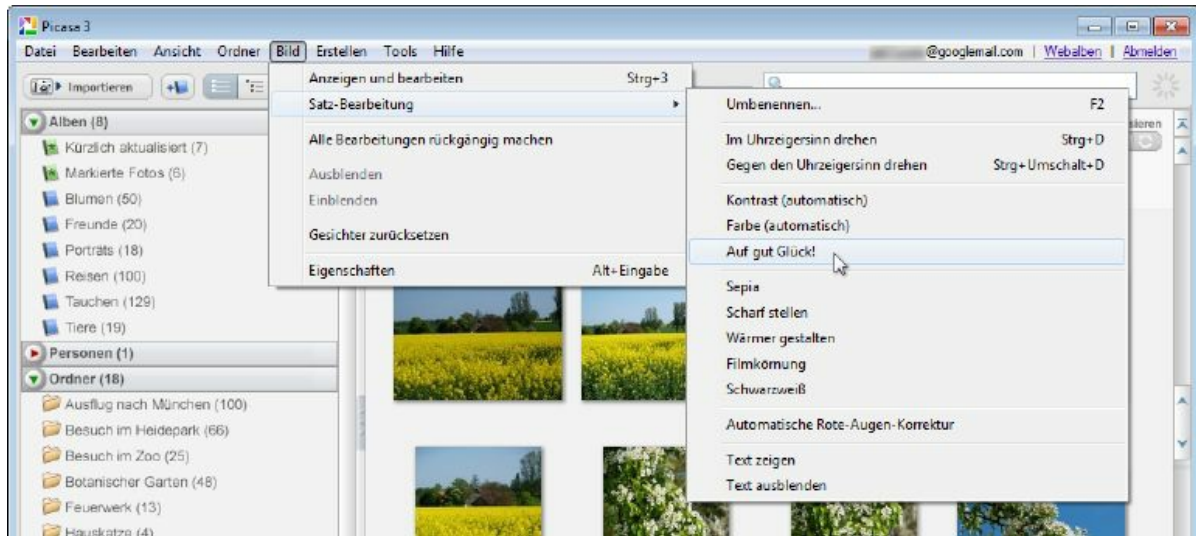 Picasa 3
Datei Bearbeiten Ansicht Ordner Bild Erstellen Tools Hilfe
@googlemail.com | Webalben | Abmelden
Importieren
Anzeigen und bearbeiten Strg+3
Satz-Bearbeitung
Alle Bearbeitungen rückgängig machen
Ausblenden
Einblenden
Gesichter zurücksetzen
Eigenschaften Alt+Eingabe
Umbenennen... F2
Im Uhrzeigersinn drehen Strg+D
Gegen den Uhrzeigersinn drehen Strg+Umschalt+D
Kontrast (automatisch)
Farbe (automatisch)
Auf gut Glück!
Sepia
Scharf stellen
Wärmer gestalten
Filmkörnung
Schwarzweiß
Automatische Rote-Augen-Korrektur
Text zeigen
Text ausblenden
Alben (8)
Kürzlich aktualisiert (7)
Markierte Fotos (6)
Blumen (50)
Freunde (20)
Porträts (18)
Reisen (100)
Tauchen (129)
Tiere (19)
Personen (1)
Ordner (18)
Ausflug nach München (100)
Besuch im Heidepark (66)
Besuch im Zoo (25)
Botanischer Garten (48)
Feuerwerk (13)
Hauskatze (4)